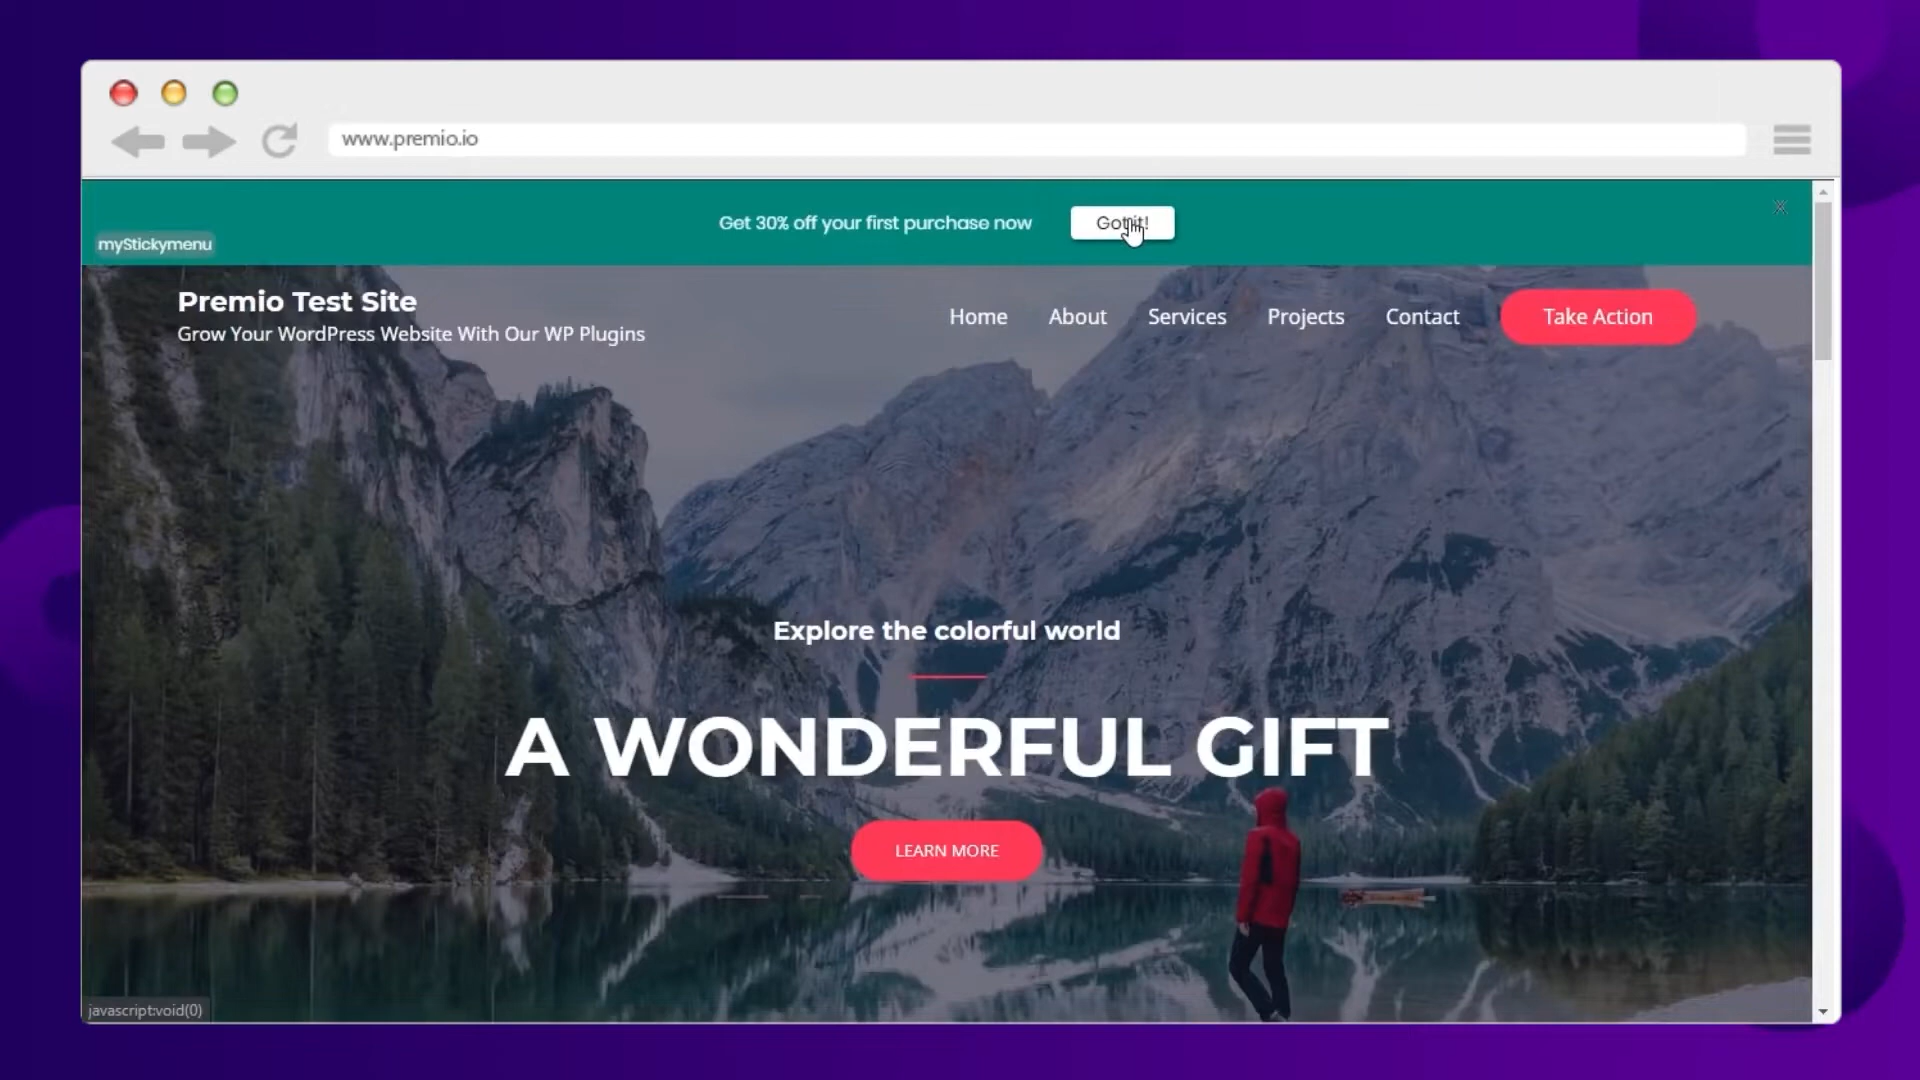 www.premio.io
Get 30% off your first purchase now
Got it!
myStickymenu
Premio Test Site
Grow Your WordPress Website With Our WP Plugins
Home About Services Projects Contact Take Action
Explore the colorful world
A WONDERFUL GIFT
LEARN MORE
javascript:void(0)